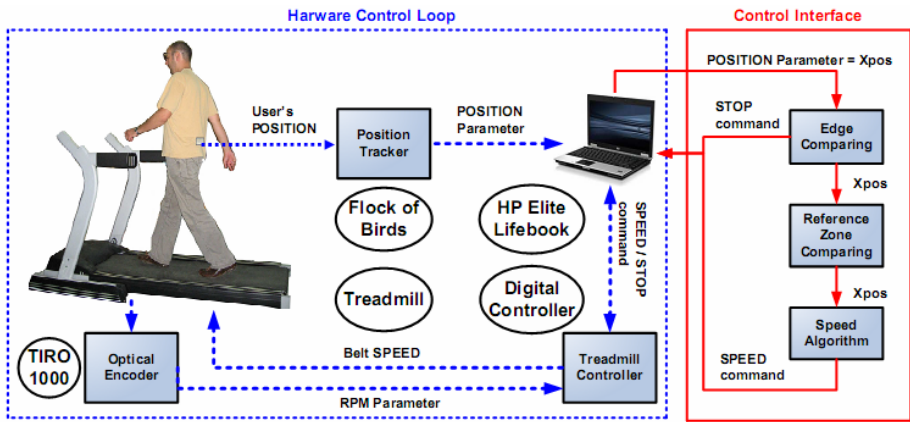 Harware Control Loop
Control Interface
POSITION Parameter = Xpos
User's
POSITION
Position
Tracker
POSITION
Parameter
STOP
command
Edge
Comparing
Xpos
Flock of
Birds
HP Elite
Lifebook
SPEED / STOP
command
Reference
Zone
Comparing
Xpos
Treadmill
Digital
Controller
Speed
Algorithm
TIRO
1000
Optical
Encoder
Belt SPEED
Treadmill
Controller
SPEED
command
RPM Parameter